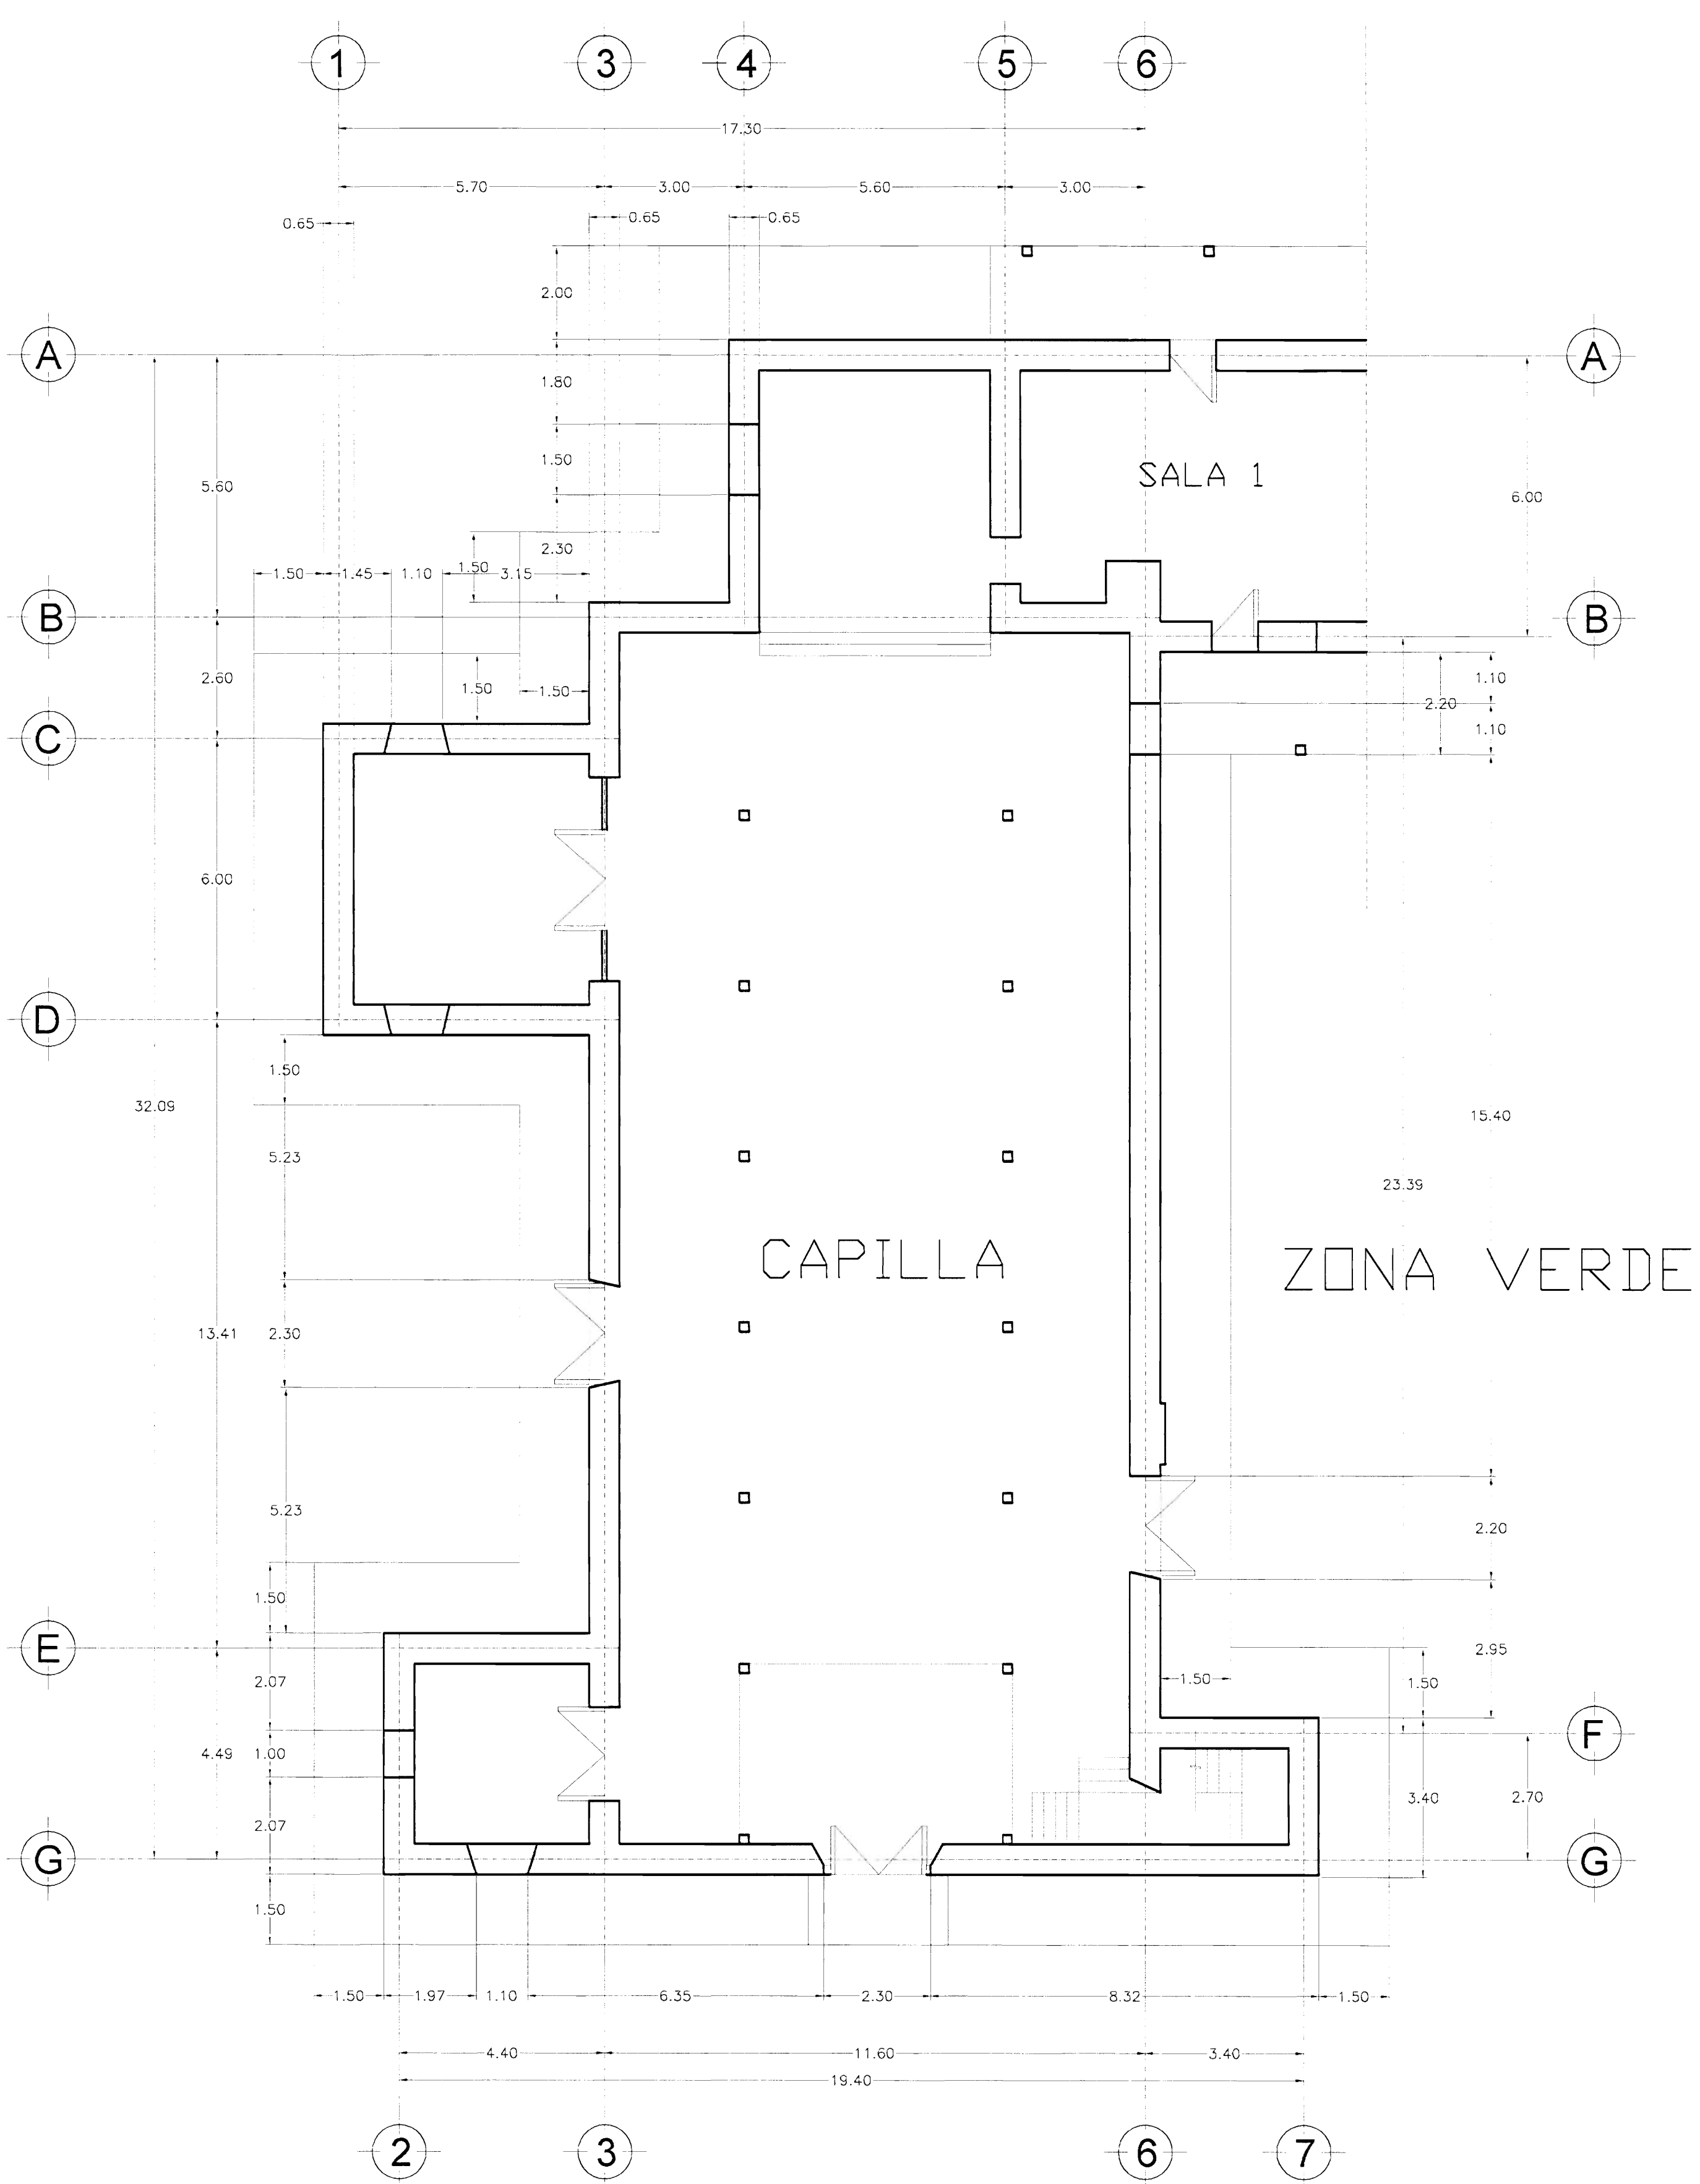 1 3 4 5 6
17.30
5.70 3.00 5.60 3.00
0.65 0.65 0.65
2.00
A A
1.80
1.50
SALA 1
5.60 6.00
2.30
1.50 1.45 1.10 1.50 3.15
B B
2.60 1.10
1.50 1.50
2.20
C 1.10
6.00
D
1.50
32.09 15.40
5.23
23.39
CAPILLA ZONA VERDE
13.41 2.30
5.23
2.20
1.50
E 2.95
2.07 1.50 1.50
F
4.49 1.00
3.40 2.70
2.07
G G
1.50
1.50 1.97 1.10 6.35 2.30 8.32 1.50
4.40 11.60 3.40
19.40
2 3 6 7